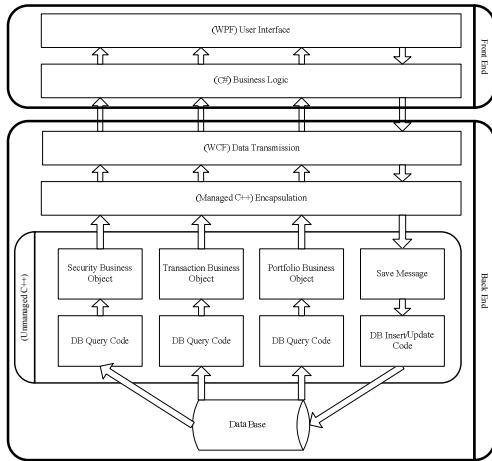 (WPF) User Interface
(C#) Business Logic
Front End
(WCF) Data Transmission
(Managed C++) Encapsulation
Security Business
Object
Transaction Business
Object
Portfolio Business
Object
Save Message
DB Query Code
DB Query Code
DB Query Code
DB Insert/Update
Code
(Unmanaged C++)
Back End
Data Base